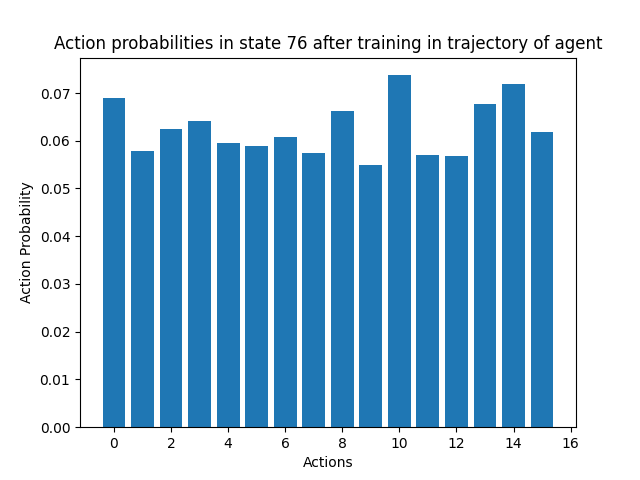 Action probabilities in state 76 after training in trajectory of agent
0.07
0.06
0.05
0.04
0.03
0.02
0.01
0.00
Action Probability
0 2 4 6 8 10 12 14 16
Actions